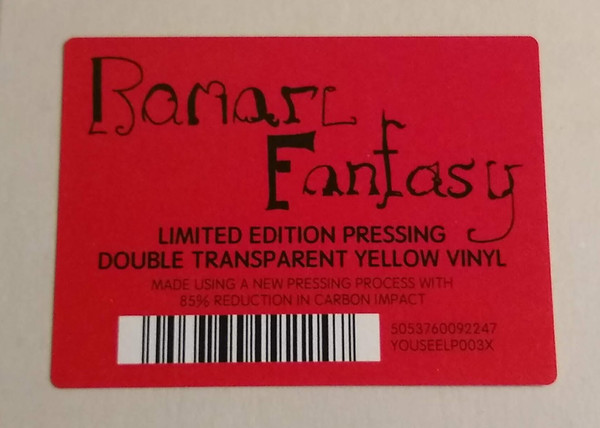 Romare
Fantasy
LIMITED EDITION PRESSING
DOUBLE TRANSPARENT YELLOW VINYL
MADE USING A NEW PRESSING PROCESS WITH
85% REDUCTION IN CARBON IMPACT
5053760092247
YOUSEELP003X